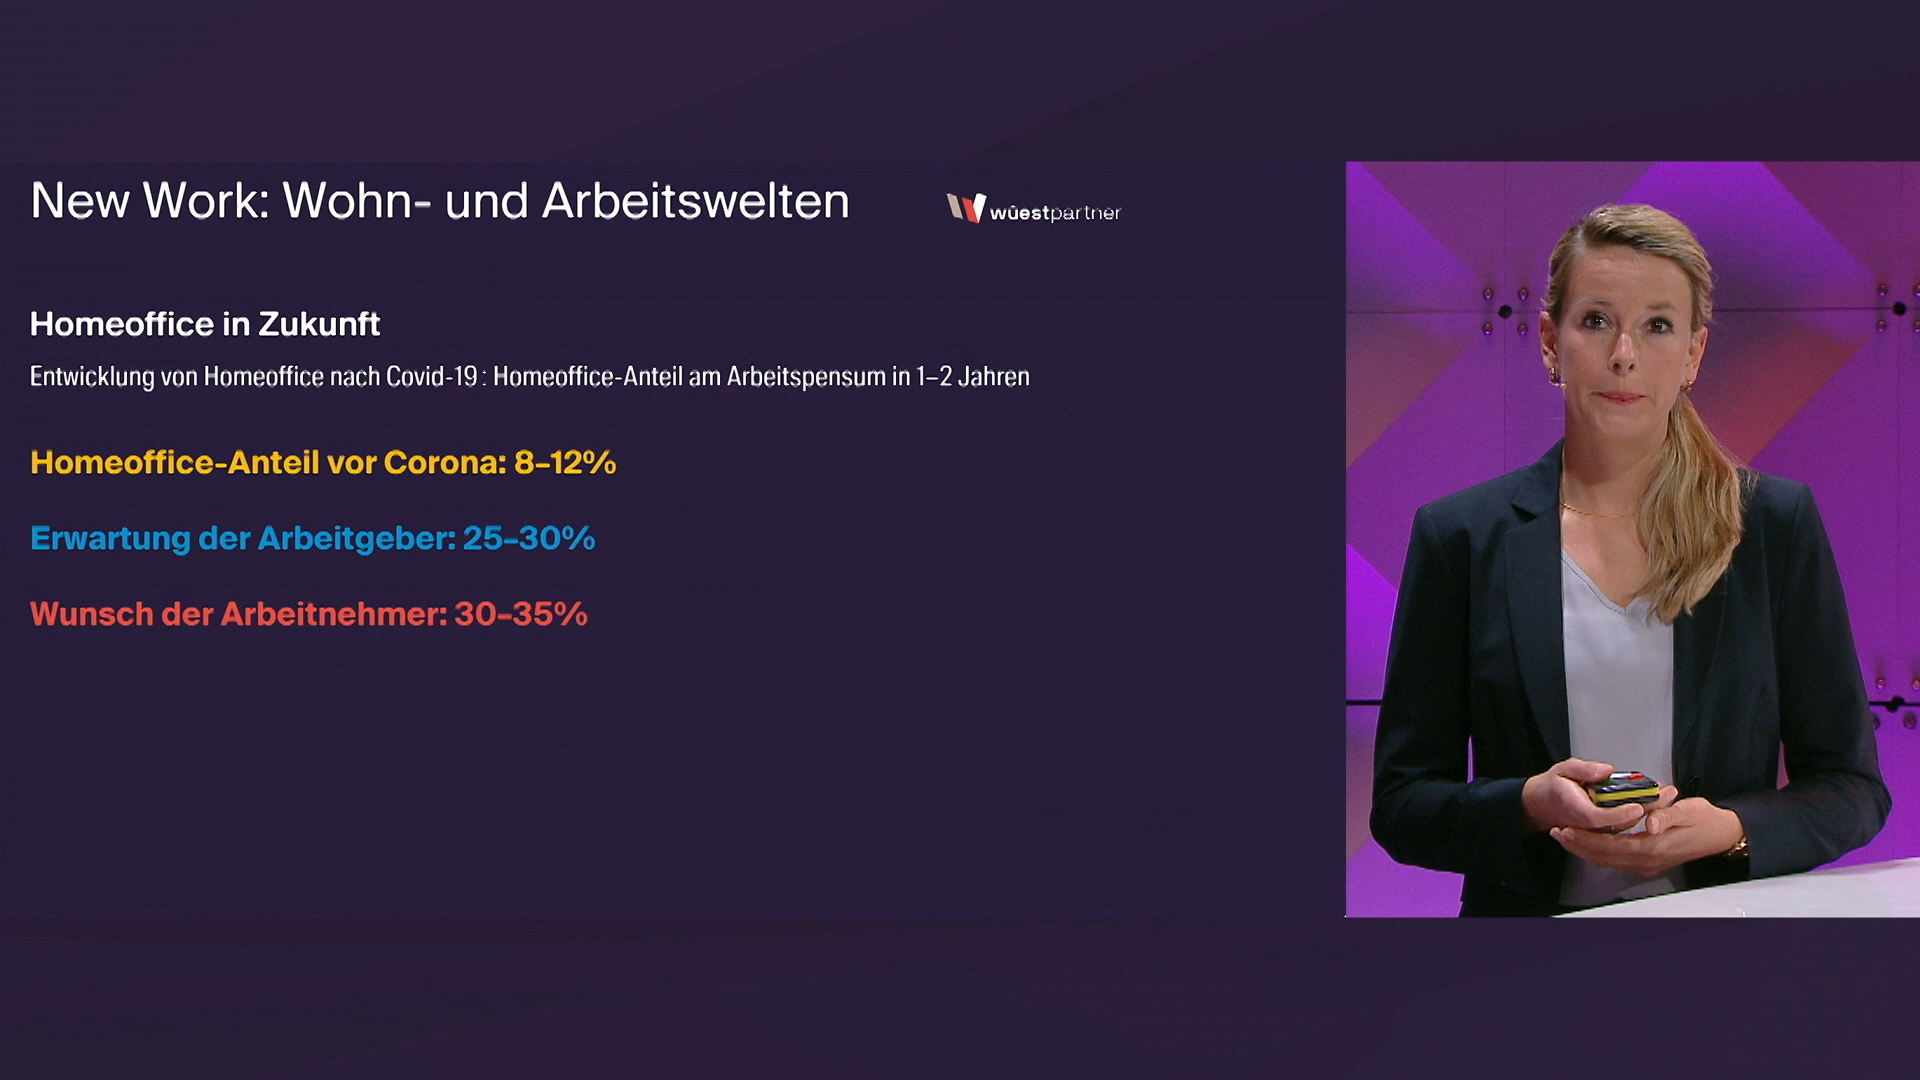 New Work: Wohn- und Arbeitswelten
wüestpartner
Homeoffice in Zukunft
Entwicklung von Homeoffice nach Covid-19: Homeoffice-Anteil am Arbeitspensum in 1–2 Jahren
Homeoffice-Anteil vor Corona: 8–12%
Erwartung der Arbeitgeber: 25–30%
Wunsch der Arbeitnehmer: 30–35%